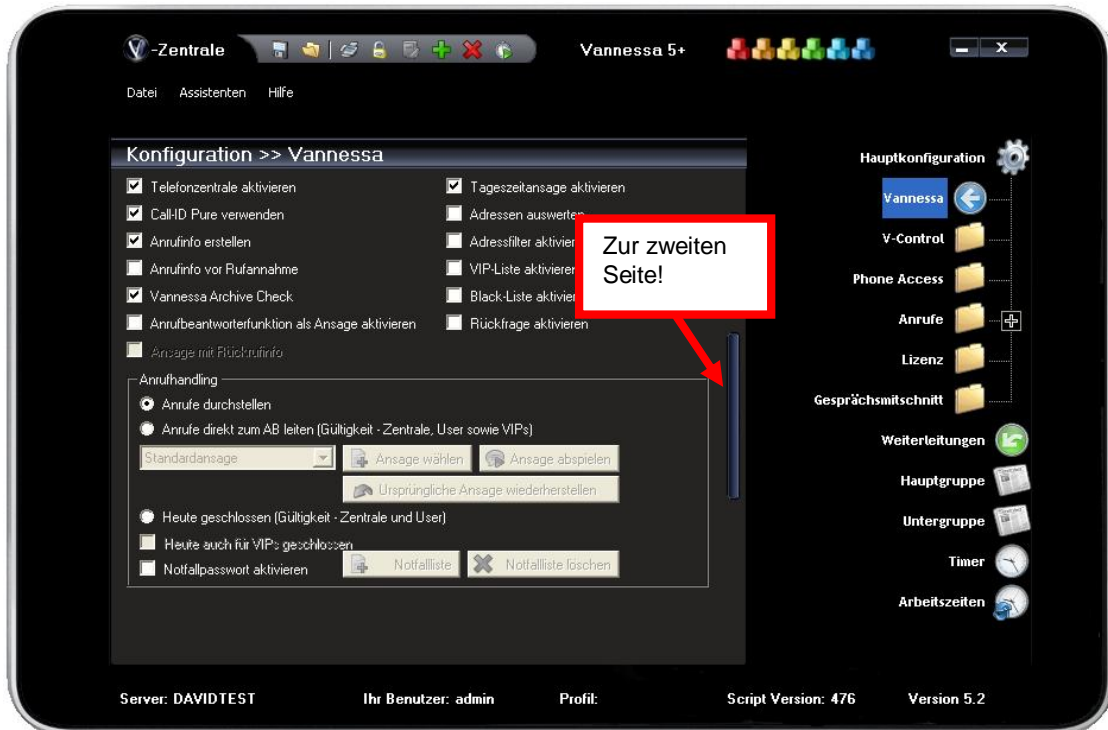 V-Zentrale
Vannessa 5+
Datei Assistenten Hilfe
Konfiguration >> Vannessa
Telefonzentrale aktivieren
Call-ID Pure verwenden
Anrufinfo erstellen
Anrufinfo vor Rufannahme
Vannessa Archive Check
Anrufbeantworterfunktion als Ansage aktivieren
Ansage mit Rückrufinfo
Tageszeitansage aktivieren
Adressen auswerten
Adressfilter aktivier
VIP-Liste aktivieren
Black-Liste aktivier
Rückfrage aktivieren
Zur zweiten
Seite!
Anrufhandling
Anrufe durchstellen
Anrufe direkt zum AB leiten (Gültigkeit - Zentrale, User sowie VIPs)
Standardansage
Ansage wählen
Ansage abspielen
Ursprüngliche Ansage wiederherstellen
Heute geschlossen (Gültigkeit - Zentrale und User)
Heute auch für VIPs geschlossen
Notfallpasswort aktivieren
Notfallliste
Notfallliste löschen
Hauptkonfiguration
Vannessa
V-Control
Phone Access
Anrufe
Lizenz
Gesprächsmitschnitt
Weiterleitungen
Hauptgruppe
Untergruppe
Timer
Arbeitszeiten
Server: DAVIDTEST
Ihr Benutzer: admin
Profil:
Script Version: 476
Version 5.2